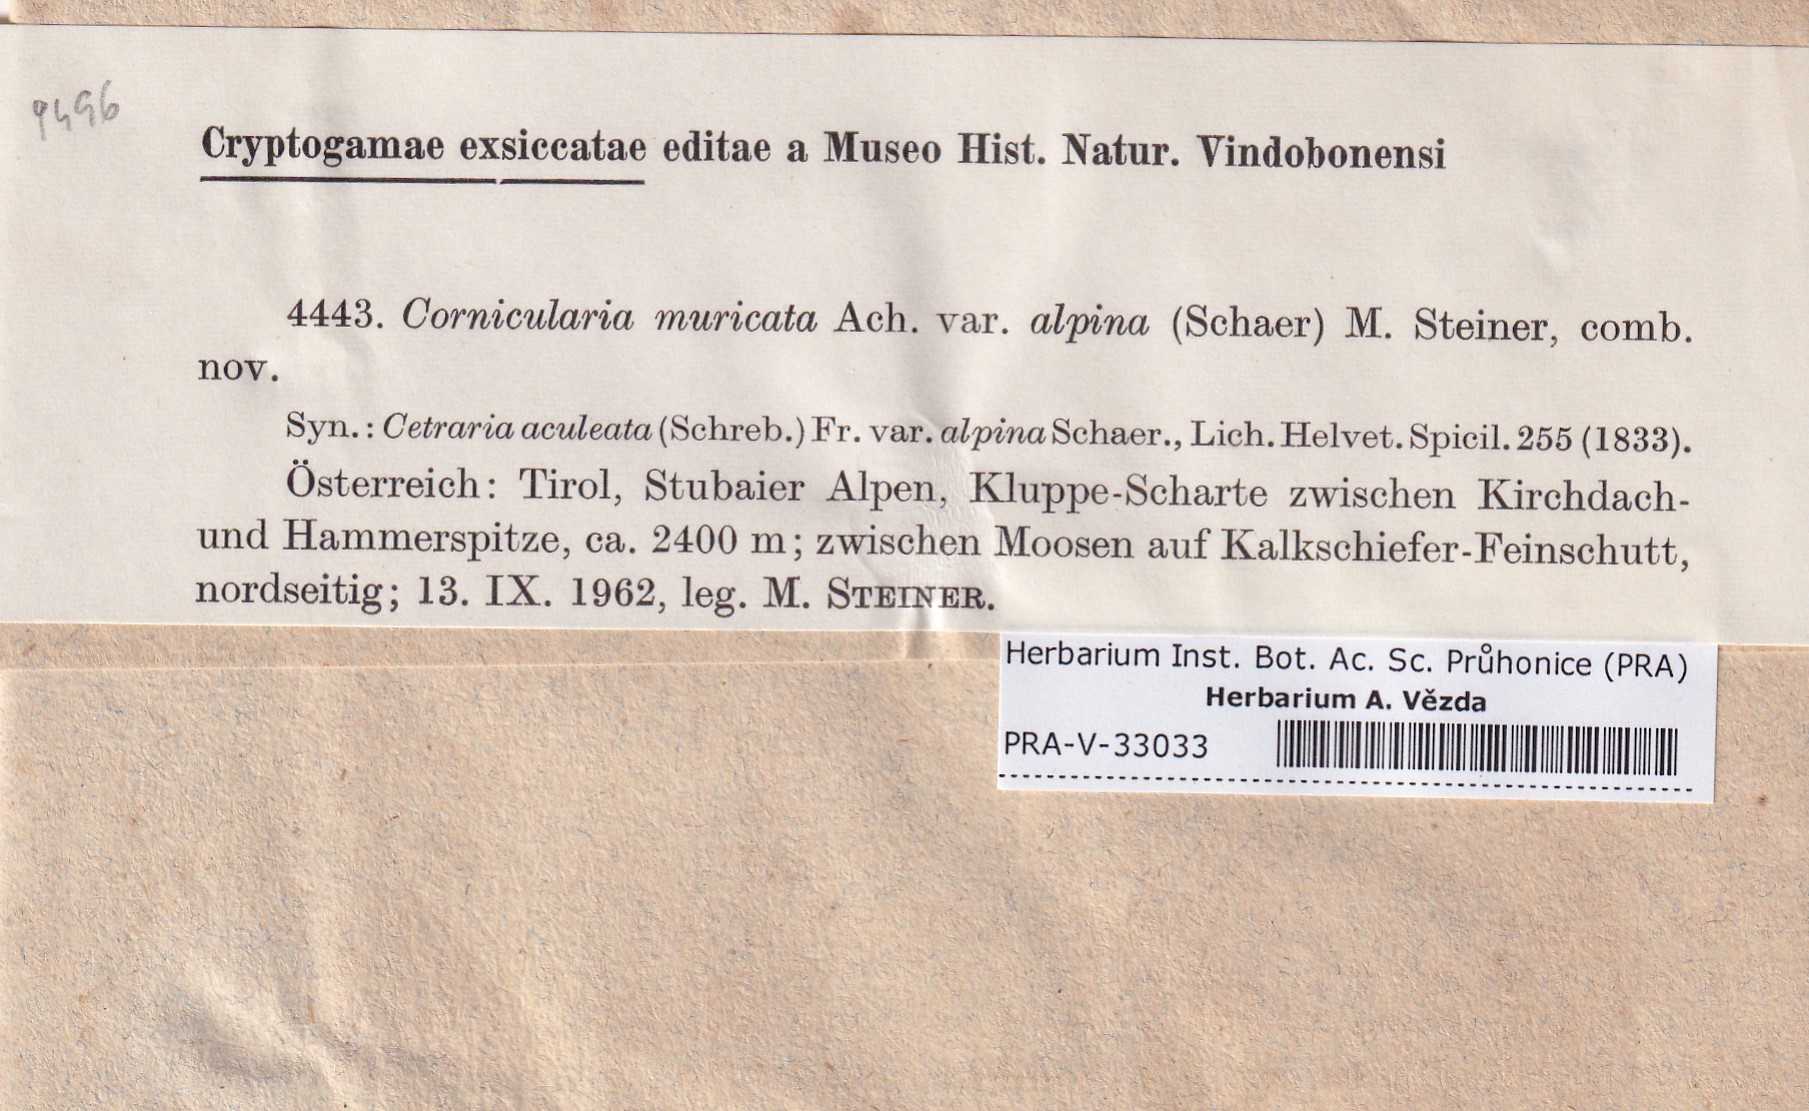 9496
Cryptogamae exsiccatae editae a Museo Hist. Natur. Vindobonensi
4443. Cornicularia muricata Ach. var. alpina (Schaer) M. Steiner, comb.
nov.
Syn.: Cetraria aculeata (Schreb.) Fr. var. alpina Schaer., Lich. Helvet. Spicil. 255 (1833).
Österreich: Tirol, Stubaier Alpen, Kluppe-Scharte zwischen Kirchdach-
und Hammerspitze, ca. 2400 m; zwischen Moosen auf Kalkschiefer-Feinschutt,
nordseitig; 13. IX. 1962, leg. M. STEINER.
Herbarium Inst. Bot. Ac. Sc. Průhonice (PRA)
Herbarium A. Vězda
PRA-V-33033